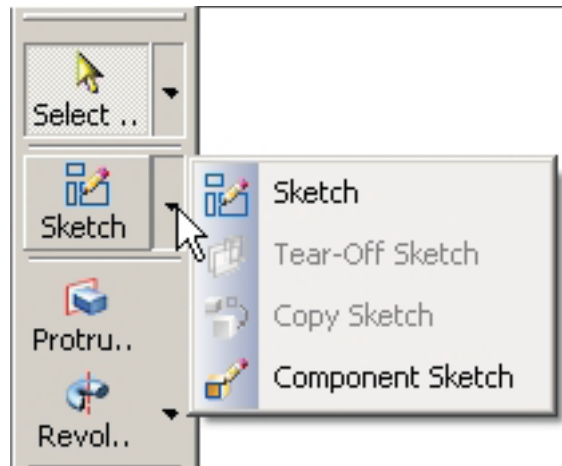 Select ..
Sketch
Protru..
Revol..
Sketch
Tear-Off Sketch
Copy Sketch
Component Sketch